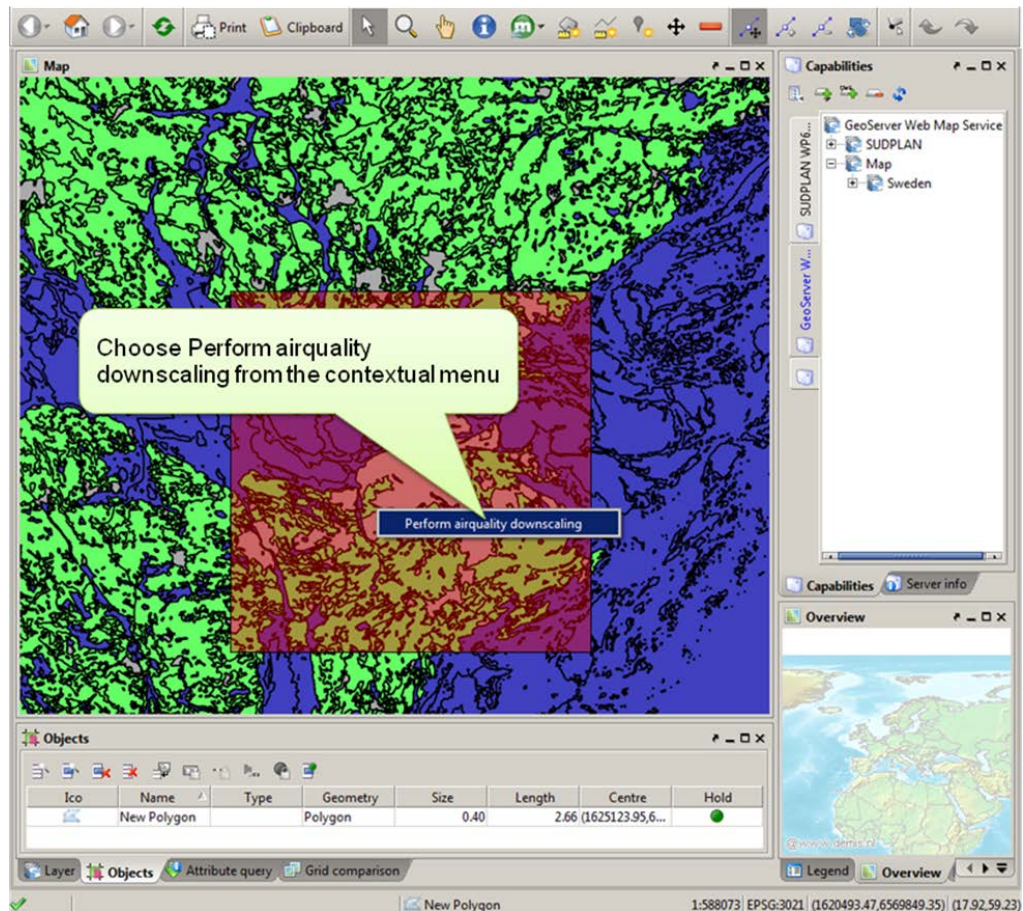 Print Clipboard
Map
Choose Perform airquality
downscaling from the contextual menu
Perform airquality downscaling
Capabilities
SUDPLAN WP6...
GeoServer W...
GeoServer Web Map Service
SUDPLAN
Map
Sweden
Capabilities Server info
Overview
@www.demis.nl
Legend Overview
Objects
Ico Name Type Geometry Size Length Centre Hold
New Polygon Polygon 0.40 2.66 (1625123.95,6...
Layer Objects Attribute query Grid comparison
New Polygon 1:588073 EPSG:3021 (1620493.47,6569849.35) (17.92,59.23)